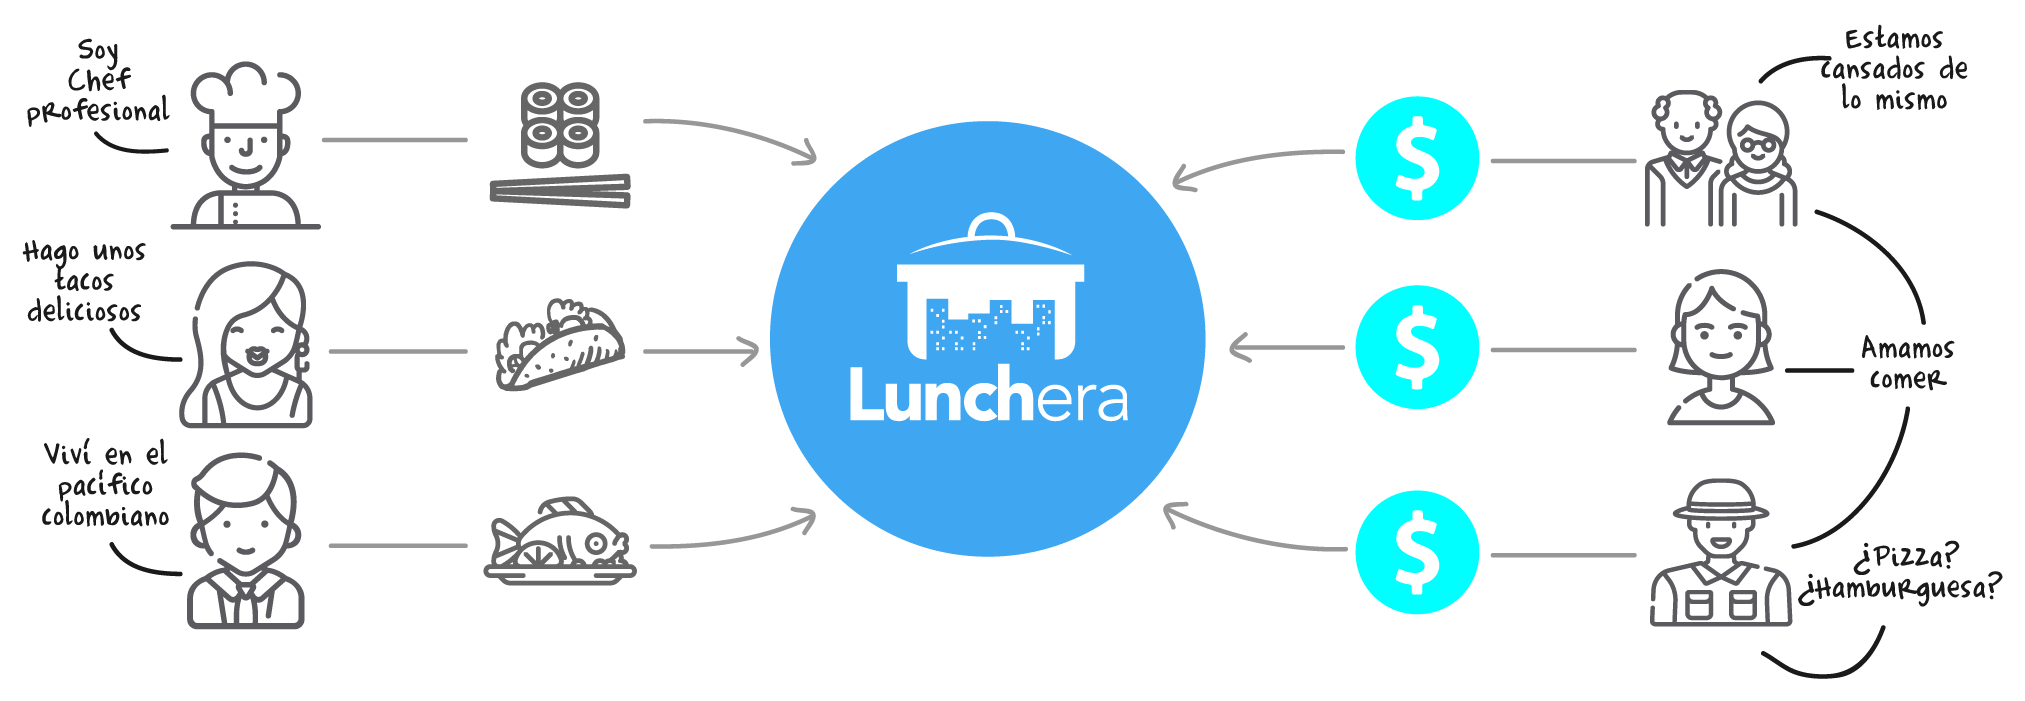 Soy
Chef
profesional
Hago unos
tacos
deliciosos
Viví en el
pacífico
colombiano
Lunchera
$
$
$
Estamos
cansados de
lo mismo
Amamos
comer
¿Pizza?
¿Hamburguesa?